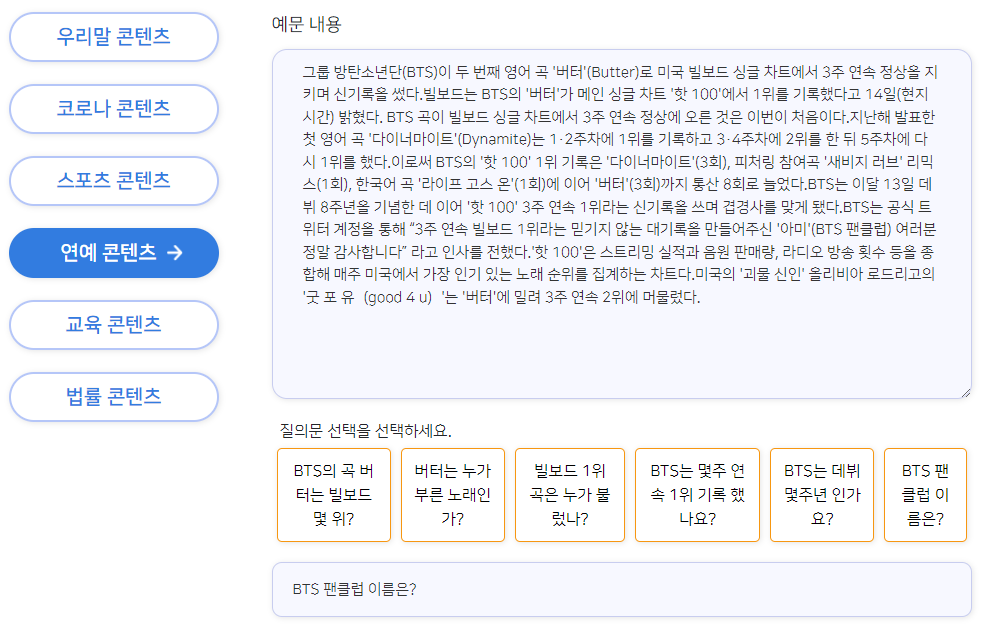 우리말 콘텐츠
코로나 콘텐츠
스포츠 콘텐츠
연예 콘텐츠 →
교육 콘텐츠
법률 콘텐츠
예문 내용
그룹 방탄소년단(BTS)이 두 번째 영어 곡 '버터'(Butter)로 미국 빌보드 싱글 차트에서 3주 연속 정상을 지
키며 신기록을 썼다.빌보드는 BTS의 '버터'가 메인 싱글 차트 '핫 100'에서 1위를 기록했다고 14일(현지
시간) 밝혔다. BTS 곡이 빌보드 싱글 차트에서 3주 연속 정상에 오른 것은 이번이 처음이다.지난해 발표한
첫 영어 곡 '다이너마이트'(Dynamite)는 1·2주차에 1위를 기록하고 3·4주차에 2위를 한 뒤 5주차에 다
시 1위를 했다.이로써 BTS의 '핫 100' 1위 기록은 '다이너마이트'(3회), 피처링 참여곡 '새비지 러브' 리믹
스(1회), 한국어 곡 '라이프 고스 온'(1회)에 이어 '버터'(3회)까지 통산 8회로 늘었다.BTS는 이달 13일 데
뷔 8주년을 기념한 데 이어 '핫 100' 3주 연속 1위라는 신기록을 쓰며 겹경사를 맞게 됐다.BTS는 공식 트
위터 계정을 통해 “3주 연속 빌보드 1위라는 믿기지 않는 대기록을 만들어주신 '아미'(BTS 팬클럽) 여러분
정말 감사합니다” 라고 인사를 전했다.'핫 100'은 스트리밍 실적과 음원 판매량, 라디오 방송 횟수 등을 종
합해 매주 미국에서 가장 인기 있는 노래 순위를 집계하는 차트다.미국의 '괴물 신인' 올리비아 로드리고의
'굿 포 유（good 4 u）'는 '버터'에 밀려 3주 연속 2위에 머물렀다.
질의문 선택을 선택하세요.
BTS의 곡 버
터는 빌보드
몇 위?
버터는 누가
부른 노래인
가?
빌보드 1위
곡은 누가 불
렀나?
BTS는 몇주 연
속 1위 기록 했
나요?
BTS는 데뷔
몇주년 인가
요?
BTS 팬
클럽 이
름은?
BTS 팬클럽 이름은?